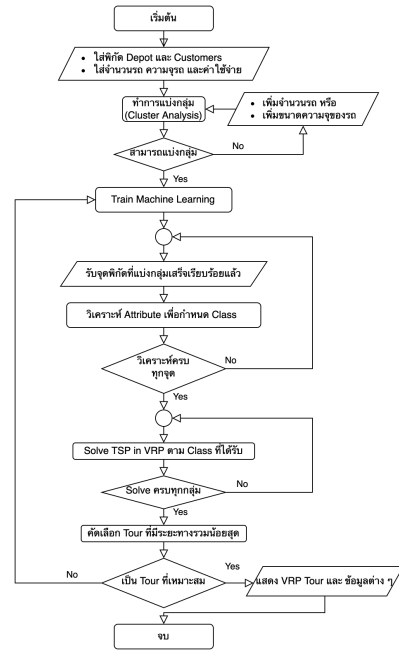 เริ่มต้น
• ใส่พิกัด Depot และ Customers
• ใส่จำนวนรถ ความจุรถ และค่าใช้จ่าย
ทำการแบ่งกลุ่ม
(Cluster Analysis)
• เพิ่มจำนวนรถ หรือ
• เพิ่มขนาดความจุของรถ
สามารถแบ่งกลุ่ม
No
Yes
Train Machine Learning
รับจุดพิกัดที่แบ่งกลุ่มเสร็จเรียบร้อยแล้ว
วิเคราะห์ Attribute เพื่อกำหนด Class
วิเคราะห์ครบ
ทุกจุด
No
Yes
Solve TSP in VRP ตาม Class ที่ได้รับ
Solve ครบทุกกลุ่ม
No
Yes
คัดเลือก Tour ที่มีระยะทางรวมน้อยสุด
No
เป็น Tour ที่เหมาะสม
Yes
แสดง VRP Tour และ ข้อมูลต่าง ๆ
จบ